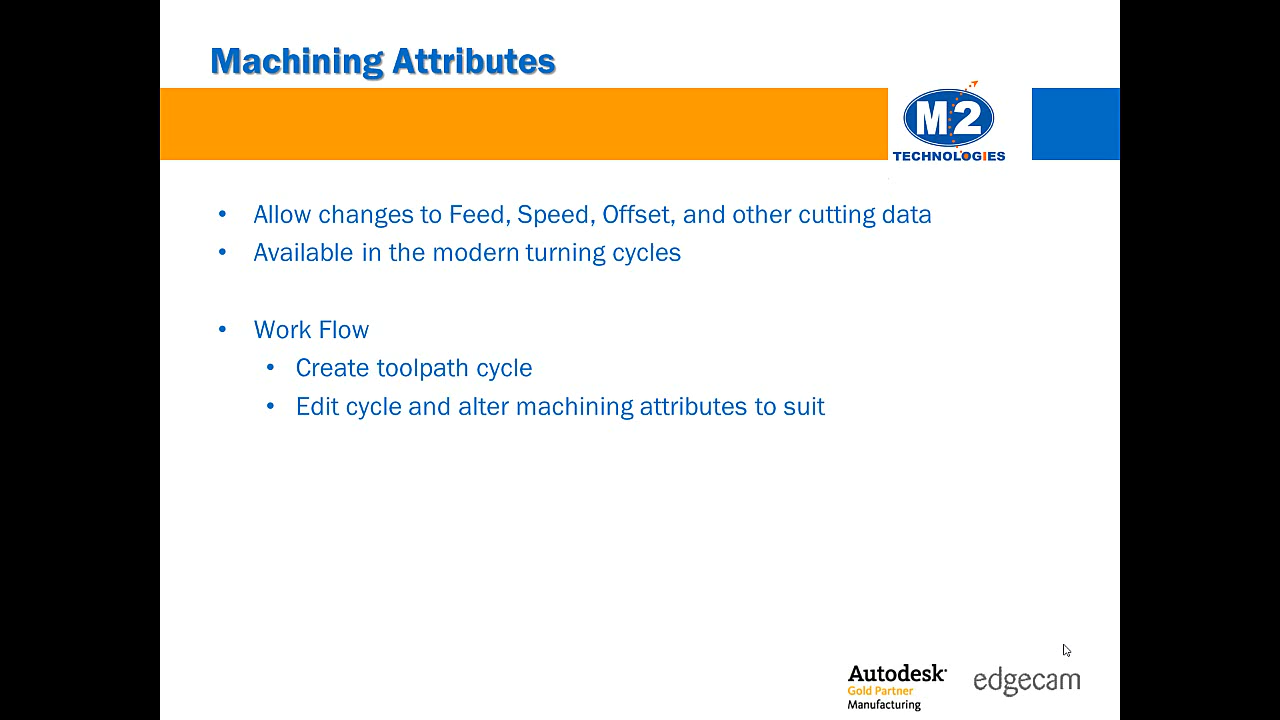 Machining Attributes
M2
TECHNOLOGIES
• Allow changes to Feed, Speed, Offset, and other cutting data
• Available in the modern turning cycles
• Work Flow
• Create toolpath cycle
• Edit cycle and alter machining attributes to suit
Autodesk
Gold Partner
Manufacturing
edgecam